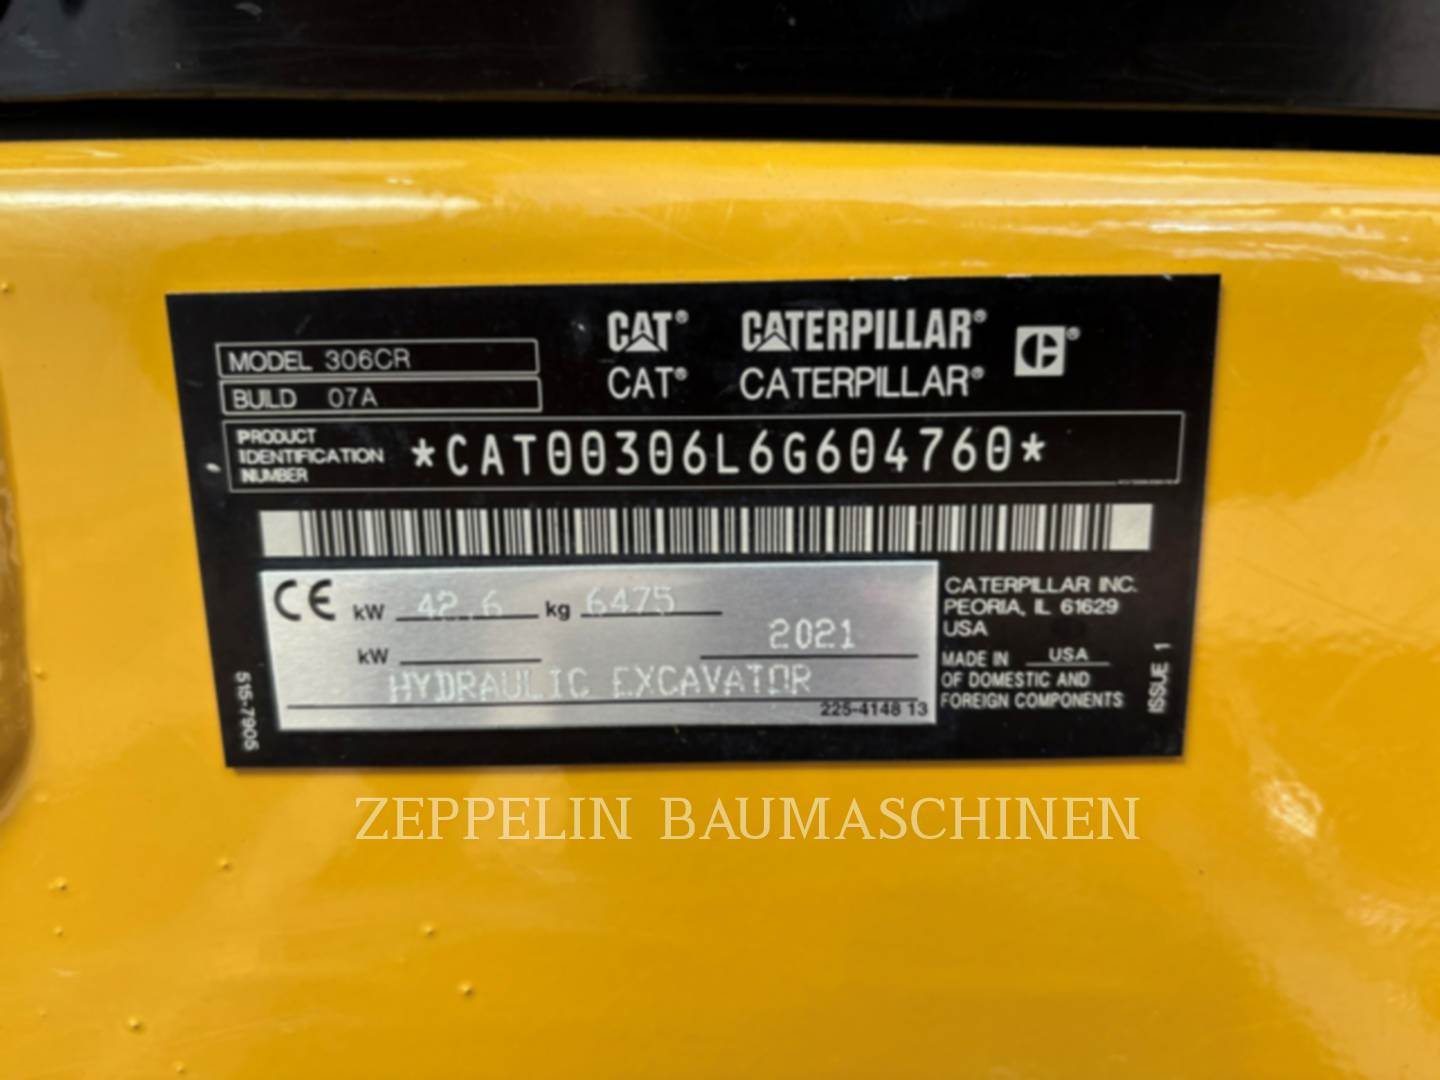 MODEL 306CR
BUILD 07A
CAT® CATERPILLAR®
CAT® CATERPILLAR®
PRODUCT
IDENTIFICATION
NUMBER
*CAT00306L6G604760*
CE kW 42.6 kg 6475
kW 2021
HYDRAULIC EXCAVATOR
225-4148 13
CATERPILLAR INC.
PEORIA, IL 61629
USA
MADE IN USA
OF DOMESTIC AND
FOREIGN COMPONENTS
ISSUE 1
515-7905
ZEPPELIN BAUMASCHINEN